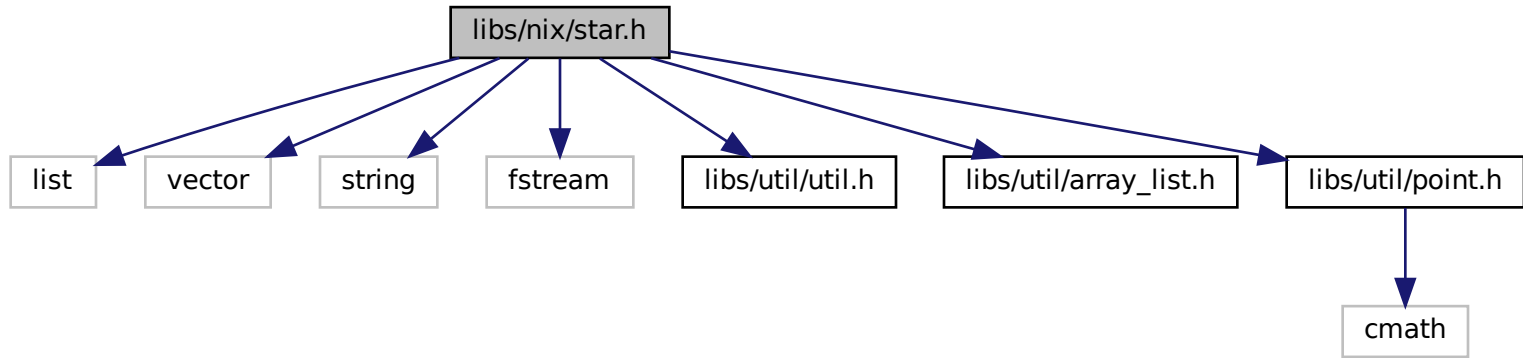 libs/nix/star.h
list
vector
string
fstream
libs/util/util.h
libs/util/array_list.h
libs/util/point.h
cmath